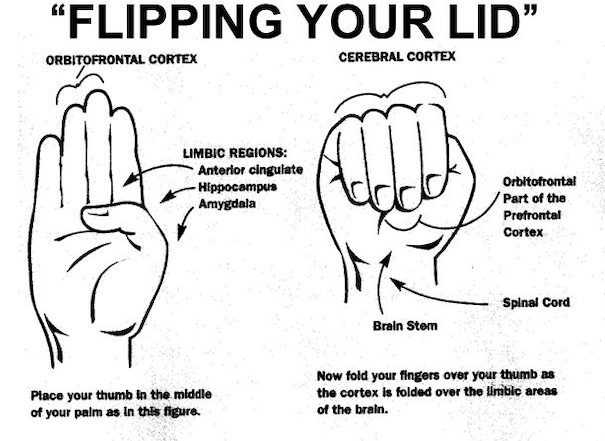 “FLIPPING YOUR LID”
ORBITOFRONTAL CORTEX
LIMBIC REGIONS:
Anterior cingulate
Hippocampus
Amygdala
Place your thumb in the middle
of your palm as in this figure.
CEREBRAL CORTEX
Orbitofrontal
Part of the
Prefrontal
Cortex
Spinal Cord
Brain Stem
Now fold your fingers over your thumb as
the cortex is folded over the limbic areas
of the brain.